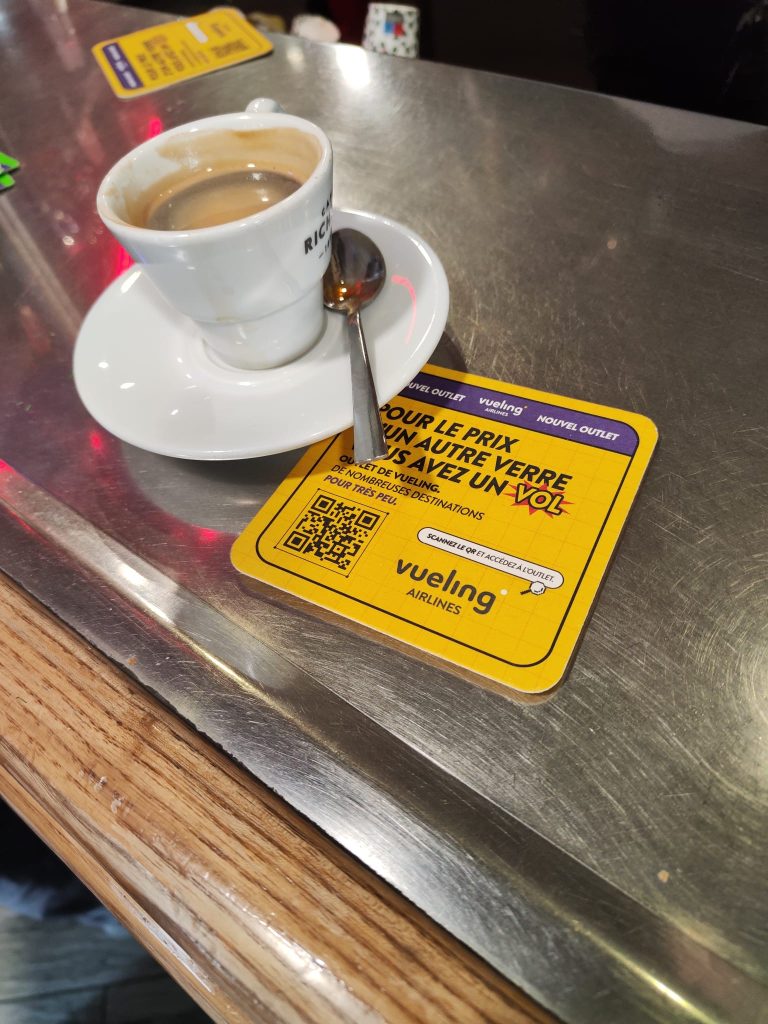 RICH
NOUVEL OUTLET vueling AIRLINES NOUVEL OUTLET
POUR LE PRIX
UN AUTRE VERRE
US AVEZ UN VOL
OUTLET DE VUELING.
DE NOMBREUSES DESTINATIONS
POUR TRÈS PEU.
SCANNEZ LE QR ET ACCÉDEZ À L'OUTLET.
vueling
AIRLINES